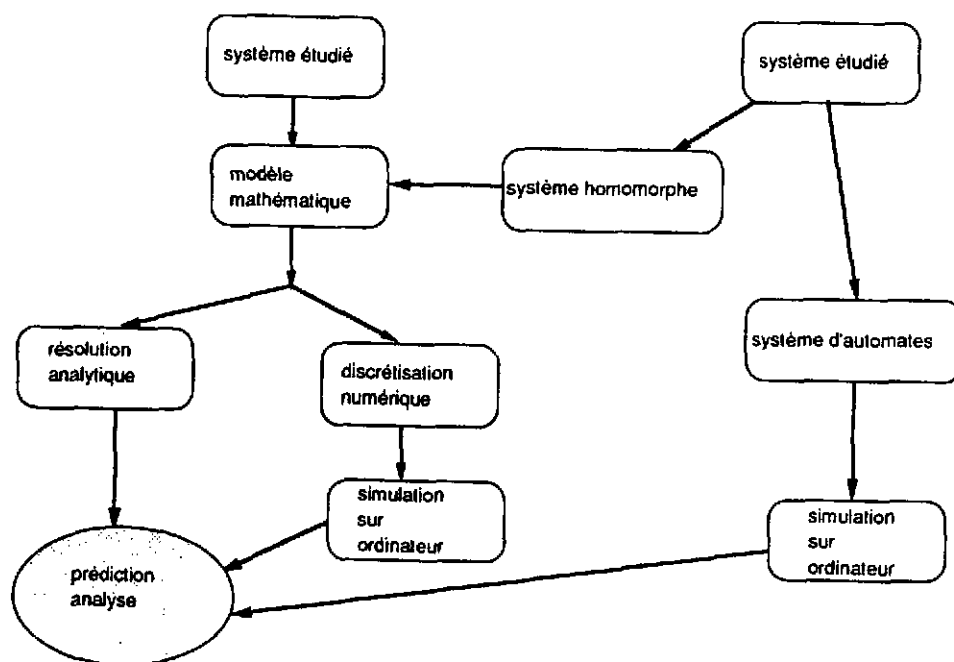 système étudié
système étudié
modèle
mathématique
système homomorphe
résolution
analytique
discrétisation
numérique
système d'automates
simulation
sur
ordinateur
simulation
sur
ordinateur
prédiction
analyse